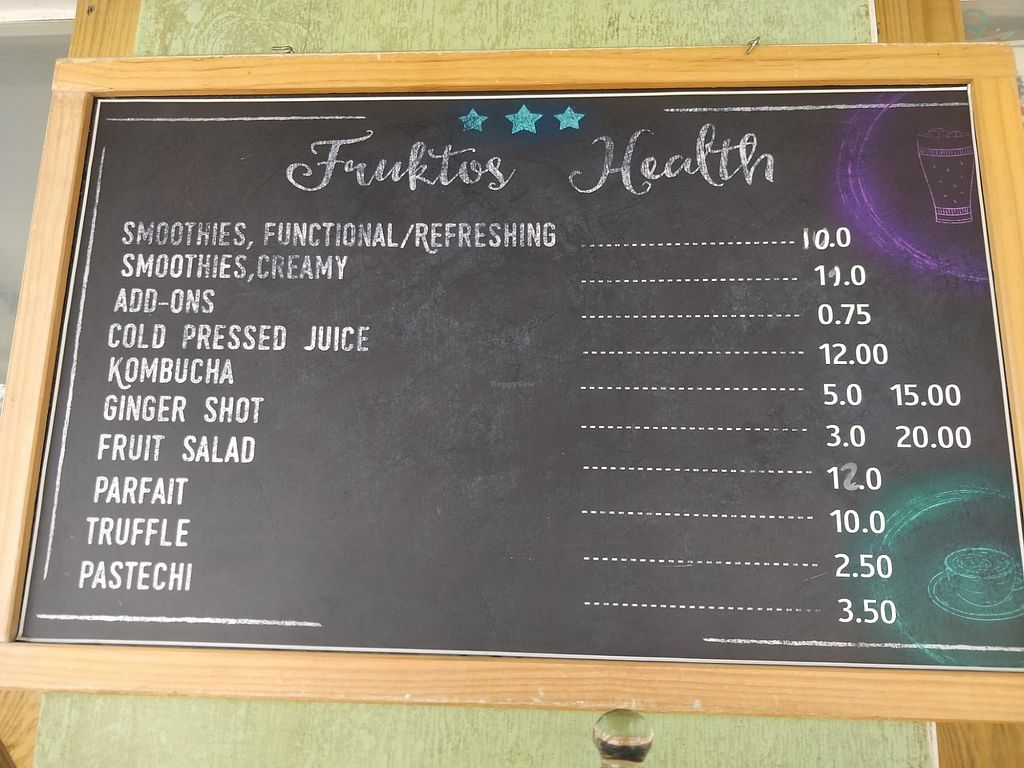 Fruktos Health
SMOOTHIES, FUNCTIONAL/REFRESHING ---------------------- 10.0
SMOOTHIES,CREAMY ---------------------- 11.0
ADD-ONS ---------------------- 0.75
COLD PRESSED JUICE ---------------------- 12.00
KOMBUCHA ---------------------- 5.0 15.00
GINGER SHOT ---------------------- 3.0 20.00
FRUIT SALAD ---------------------- 12.0
PARFAIT ---------------------- 10.0
TRUFFLE ---------------------- 2.50
PASTECHI ---------------------- 3.50
HappyCow